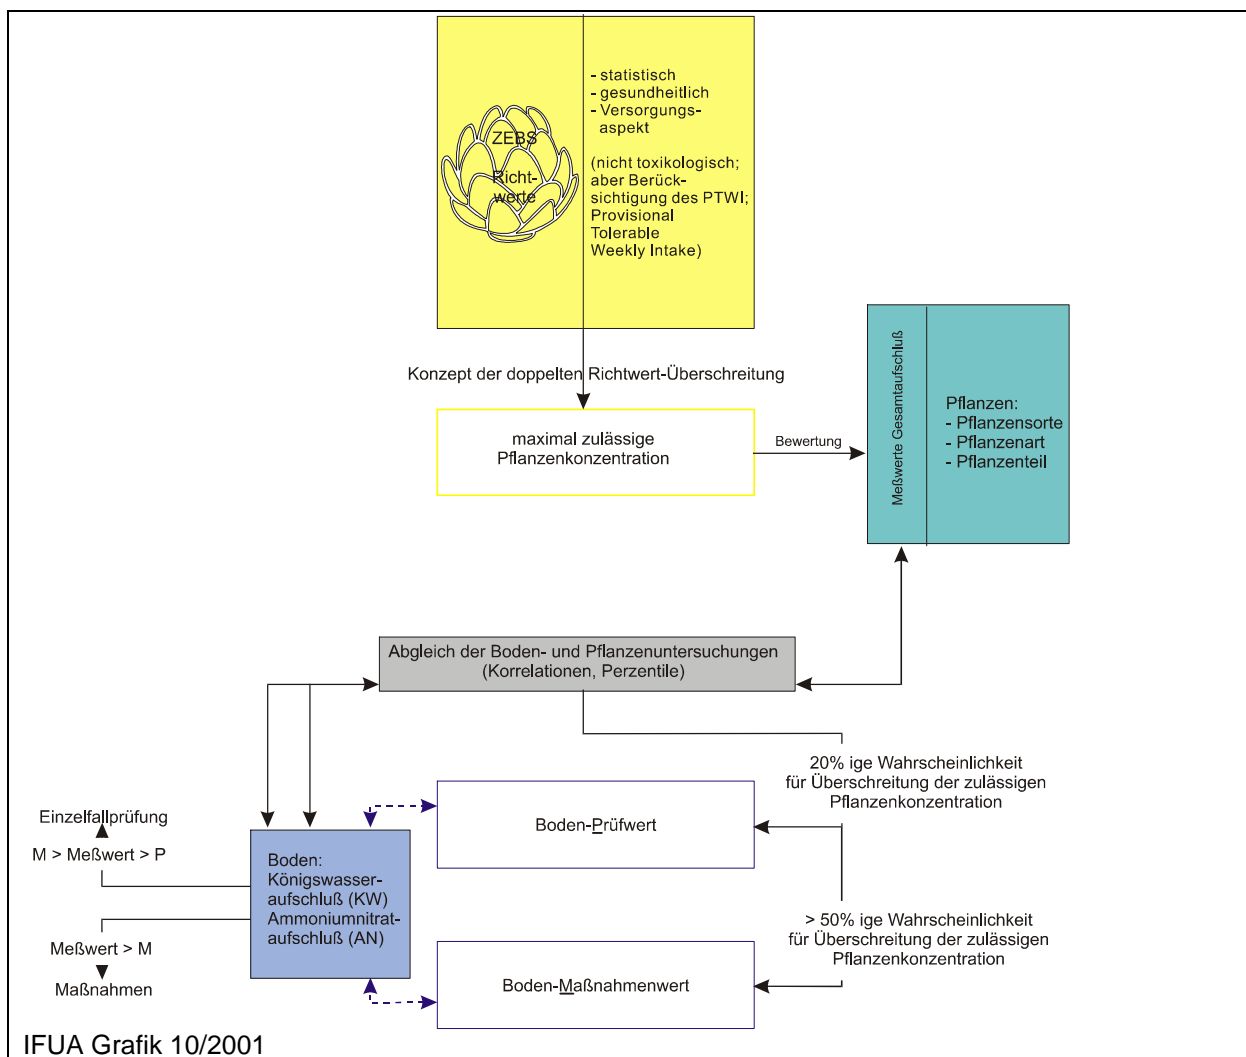 ZEBS
Richt-
werte
- statistisch
- gesundheitlich
- Versorgungs-
aspekt
(nicht toxikologisch;
aber Berück-
sichtigung des PTWI;
Provisional
Tolerable
Weekly Intake)
Konzept der doppelten Richtwert-Überschreitung
maximal zulässige
Pflanzenkonzentration
Bewertung
Meßwerte Gesamtaufschluß
Pflanzen:
- Pflanzensorte
- Pflanzenart
- Pflanzenteil
Abgleich der Boden- und Pflanzenuntersuchungen
(Korrelationen, Perzentile)
20% ige Wahrscheinlichkeit
für Überschreitung der zulässigen
Pflanzenkonzentration
Boden-Prüfwert
Einzelfallprüfung
M > Meßwert > P
Boden:
Königswasser-
aufschluß (KW)
Ammoniumnitrat-
aufschluß (AN)
Meßwert > M
Maßnahmen
> 50% ige Wahrscheinlichkeit
für Überschreitung der zulässigen
Pflanzenkonzentration
Boden-Maßnahmenwert
IFUA Grafik 10/2001